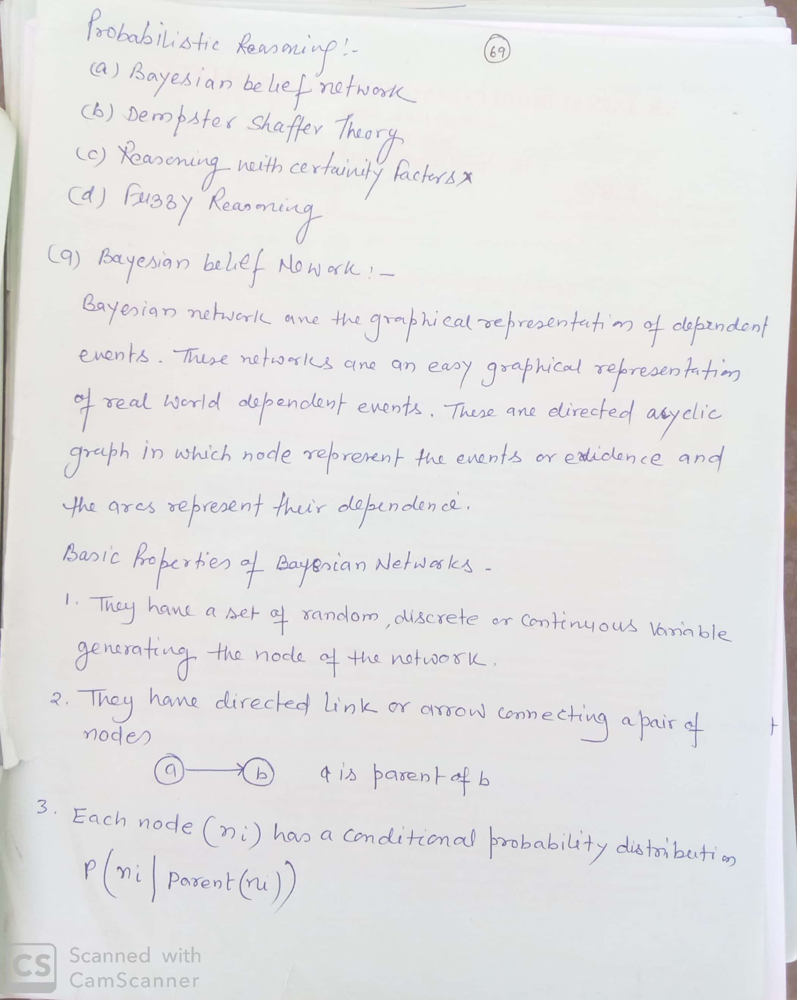 Probabilistic Reasoning :-
69
(a) Bayesian belief network
(b) Dempster Shaffer Theory
(c) Reasoning with certainity factors x
(d) Fuzzy Reasoning
(a) Bayesian belief Nework :-
Bayesian network are the graphical representation of dependent
events. These networks are an easy graphical representation
of real world dependent events. These are directed acyclic
graph in which node represent the events or evidence and
the arcs represent their dependence.
Basic Properties of Bayesian Networks -
1. They have a set of random, discrete or continuous variable
generating the node of the network.
2. They have directed link or arrow connecting a pair of
nodes
a b a is parent of b
3. Each node (ni) has a conditional probability distribution
P(ni | Parent(ni))
CS Scanned with
CamScanner